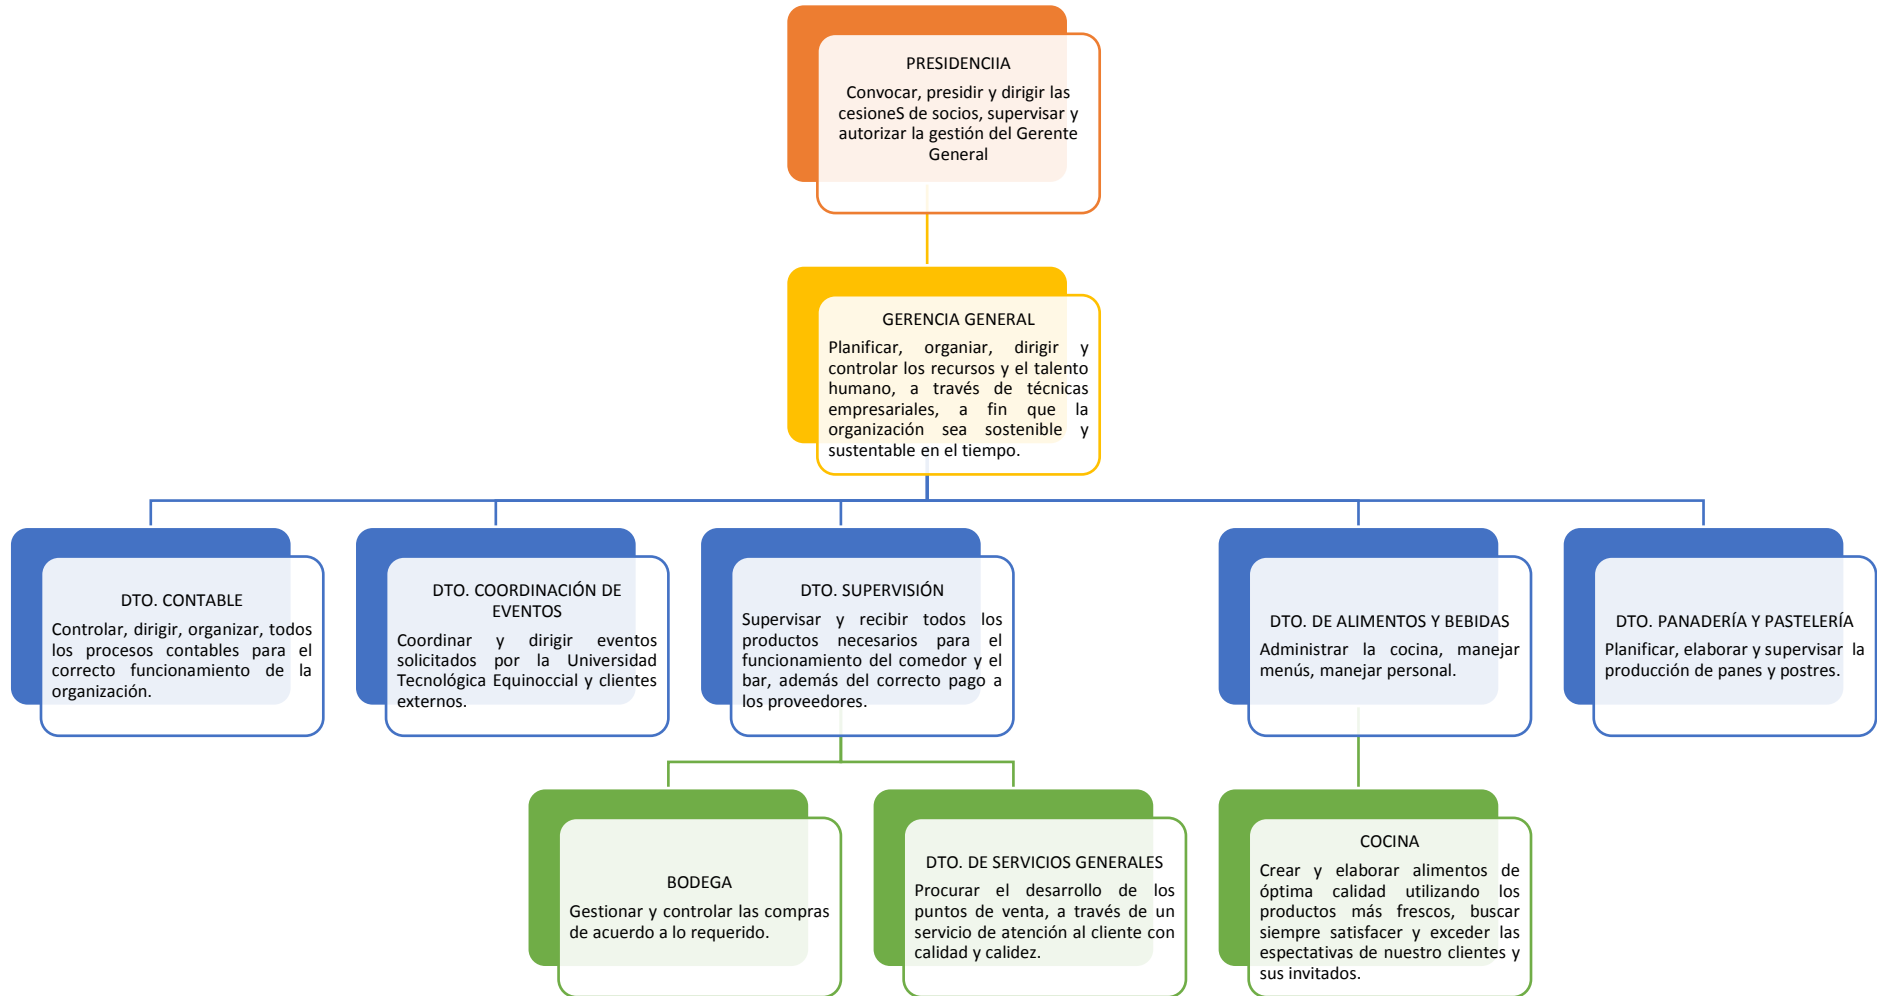 PRESIDENCIIA
Convocar, presidir y dirigir las
cesioneS de socios, supervisar y
autorizar la gestión del Gerente
General
GERENCIA GENERAL
Planificar, organiar, dirigir y
controlar los recursos y el talento
humano, a través de técnicas
empresariales, a fin que la
organización sea sostenible y
sustentable en el tiempo.
DTO. CONTABLE
Controlar, dirigir, organizar, todos
los procesos contables para el
correcto funcionamiento de la
organización.
DTO. COORDINACIÓN DE
EVENTOS
Coordinar y dirigir eventos
solicitados por la Universidad
Tecnológica Equinoccial y clientes
externos.
DTO. SUPERVISIÓN
Supervisar y recibir todos los
productos necesarios para el
funcionamiento del comedor y el
bar, además del correcto pago a
los proveedores.
DTO. DE ALIMENTOS Y BEBIDAS
Administrar la cocina, manejar
menús, manejar personal.
DTO. PANADERÍA Y PASTELERÍA
Planificar, elaborar y supervisar la
producción de panes y postres.
BODEGA
Gestionar y controlar las compras
de acuerdo a lo requerido.
DTO. DE SERVICIOS GENERALES
Procurar el desarrollo de los
puntos de venta, a través de un
servicio de atención al cliente con
calidad y calidez.
COCINA
Crear y elaborar alimentos de
óptima calidad utilizando los
productos más frescos, buscar
siempre satisfacer y exceder las
espectativas de nuestro clientes y
sus invitados.